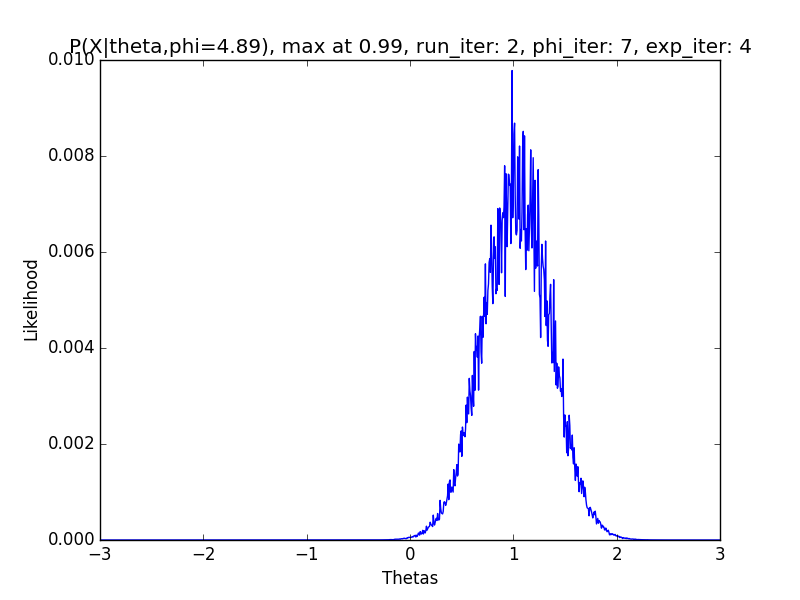 P(X|theta,phi=4.89), max at 0.99, run_iter: 2, phi_iter: 7, exp_iter: 4
0.010
0.008
0.006
0.004
0.002
0.000
Likelihood
−3 −2 −1 0 1 2 3
Thetas